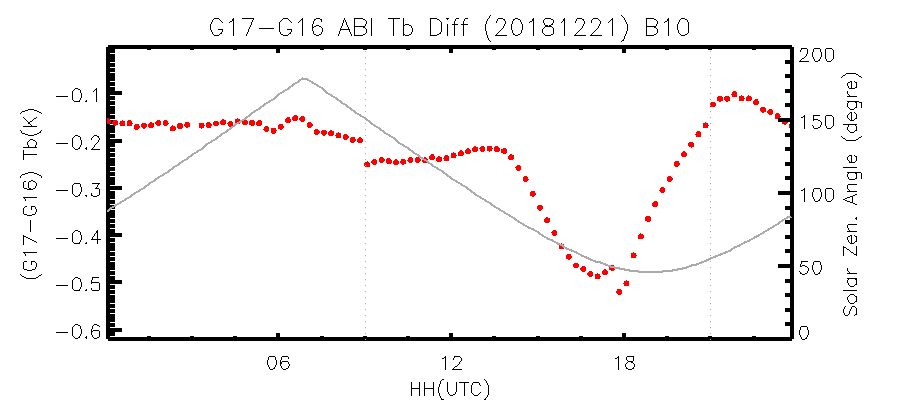 G17-G16 ABI Tb Diff (20181221) B10
(G17-G16) Tb(K)
-0.1
-0.2
-0.3
-0.4
-0.5
-0.6
200
150
100
50
0
Solar Zen. Angle (degre)
06 12 18
HH(UTC)